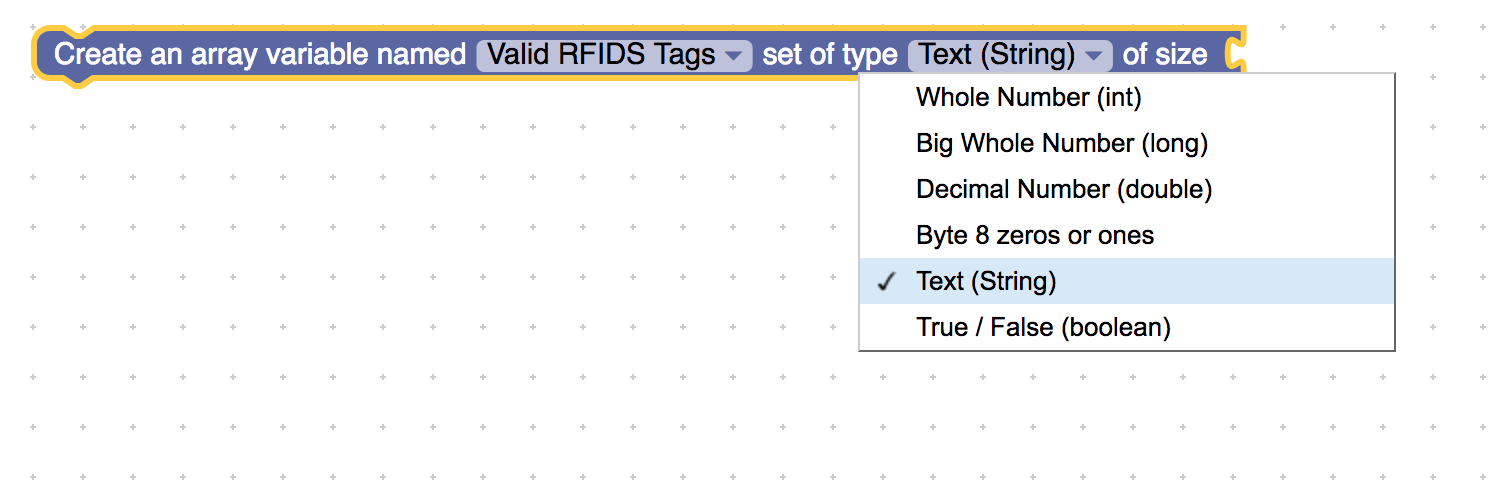 Create an array variable named Valid RFIDS Tags set of type Text (String) of size
Whole Number (int)
Big Whole Number (long)
Decimal Number (double)
Byte 8 zeros or ones
✓ Text (String)
True / False (boolean)